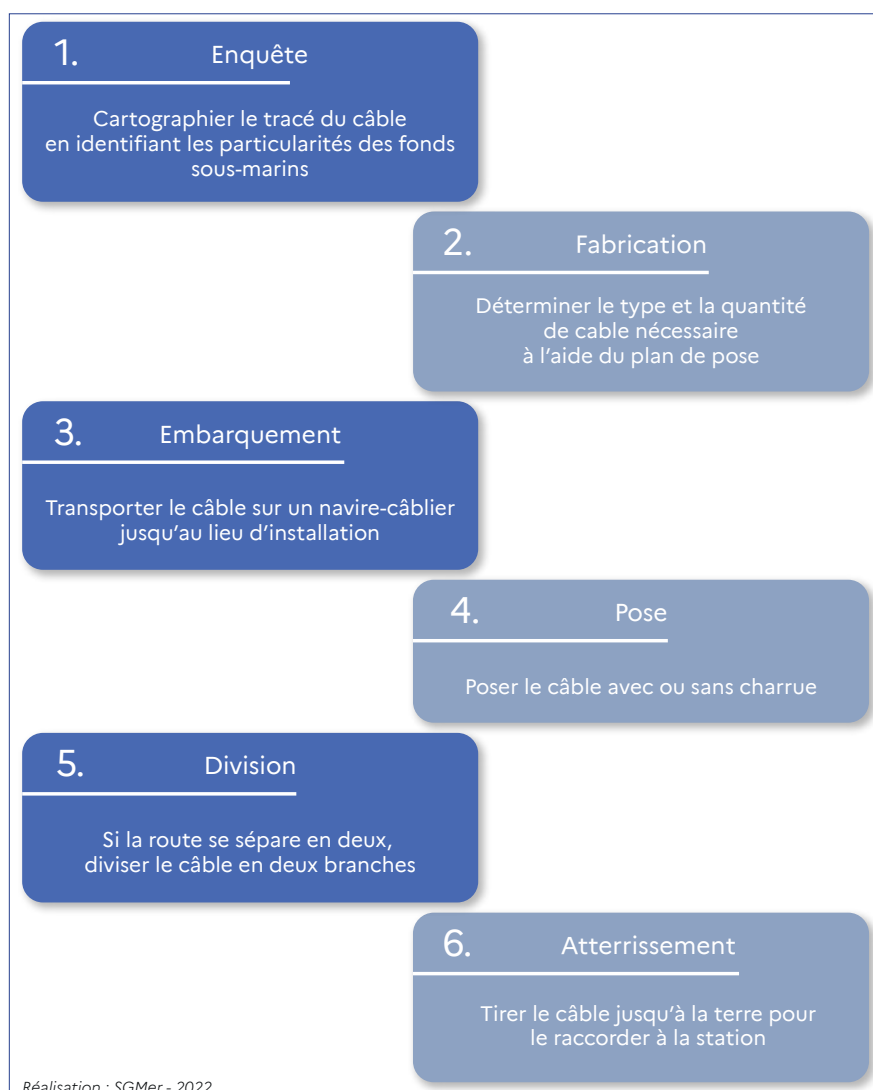 1. Enquête
Cartographier le tracé du câble
en identifiant les particularités des fonds
sous-marins
2. Fabrication
Déterminer le type et la quantité
de cable nécessaire
à l'aide du plan de pose
3. Embarquement
Transporter le câble sur un navire-câblier
jusqu'au lieu d'installation
4. Pose
Poser le câble avec ou sans charrue
5. Division
Si la route se sépare en deux,
diviser le câble en deux branches
6. Atterrissement
Tirer le câble jusqu'à la terre pour
le raccorder à la station
Réalisation : SGMer - 2022